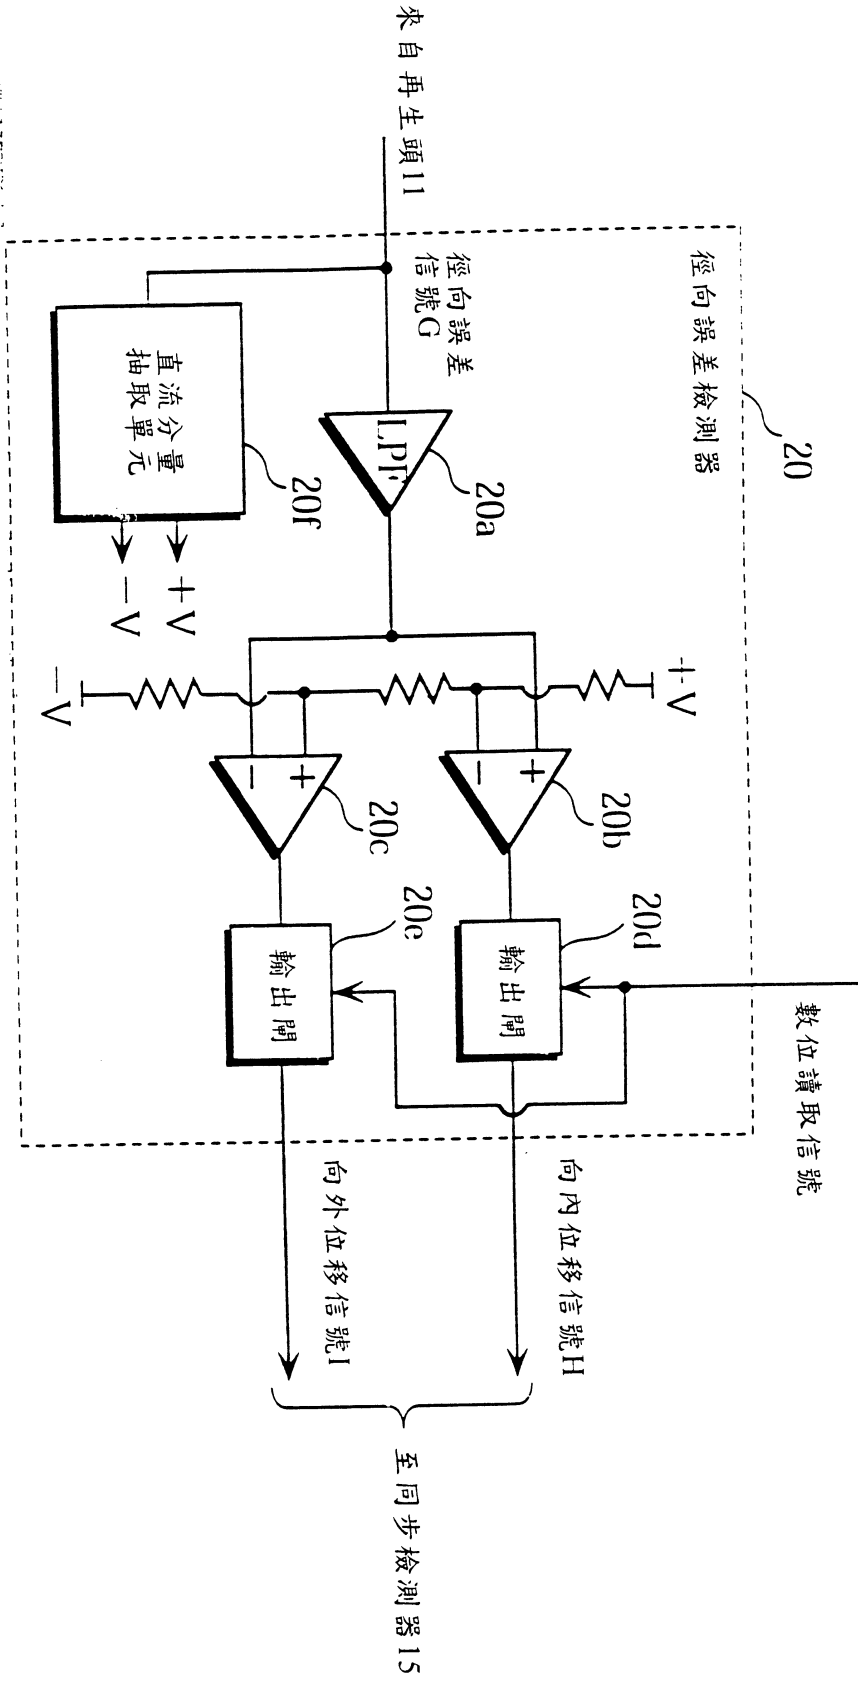 20
徑向誤差檢測器
數位讀取信號
來自再生頭11
徑向誤差
信號G
LPF
20a
直流分量
抽取單元
20f
+V
−V
+V
−V
+
−
20b
+
−
20c
輸出閘
20d
輸出閘
20e
向內位移信號H
向外位移信號I
至同步檢測器15